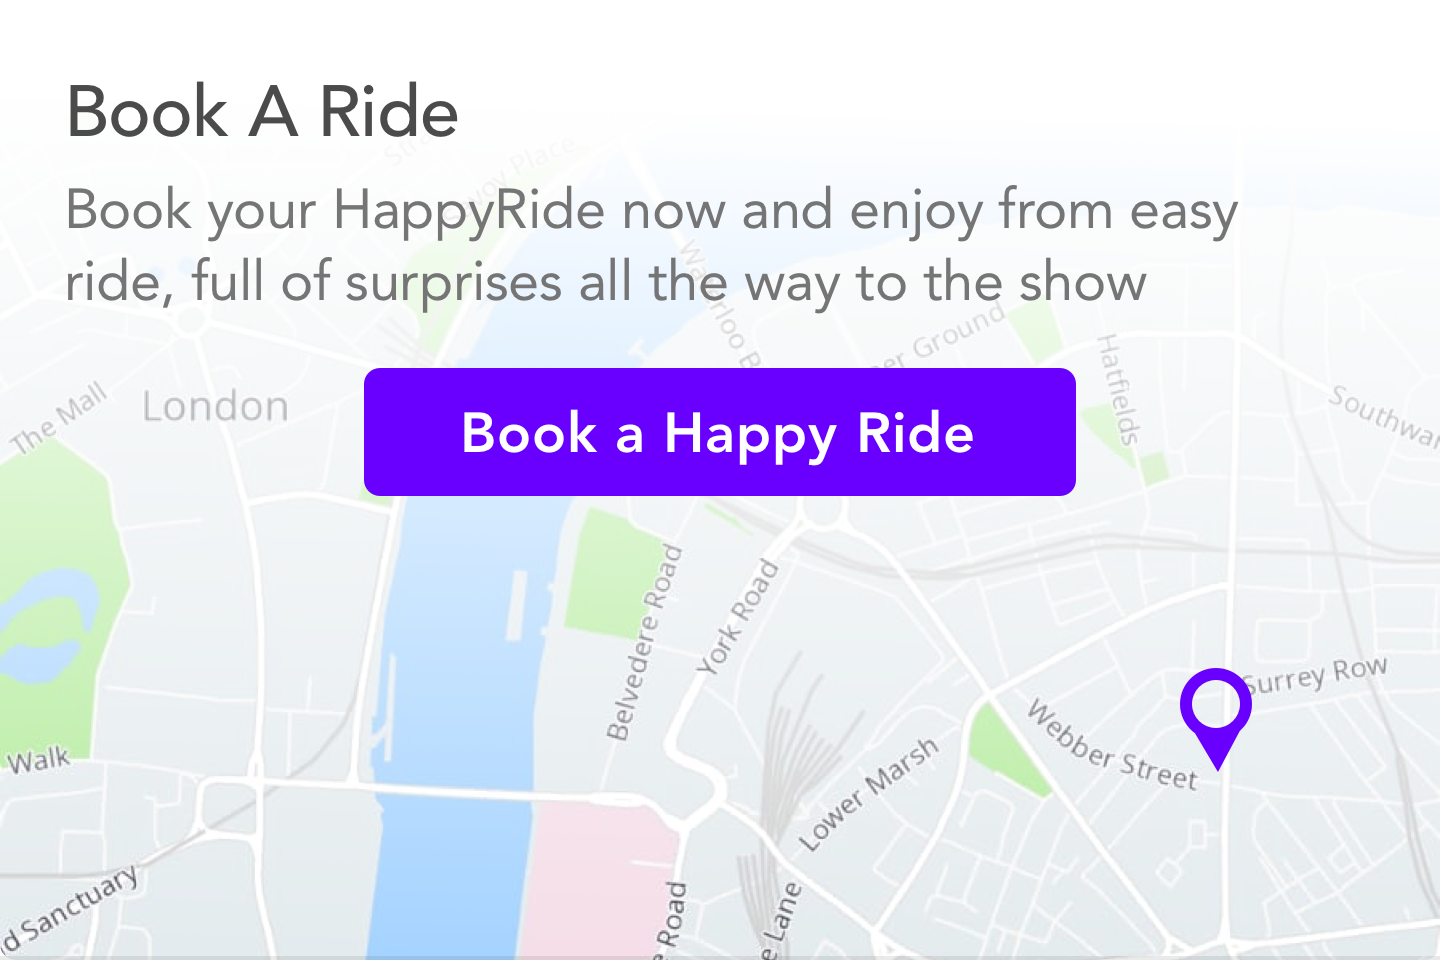 Book A Ride
Book your HappyRide now and enjoy from easy
ride, full of surprises all the way to the show
Book a Happy Ride
London
The Mall
Hatfields
Belvedere Road
York Road
Surrey Row
Webber Street
Lower Marsh
Walk
Sanctuary
Road
Lane